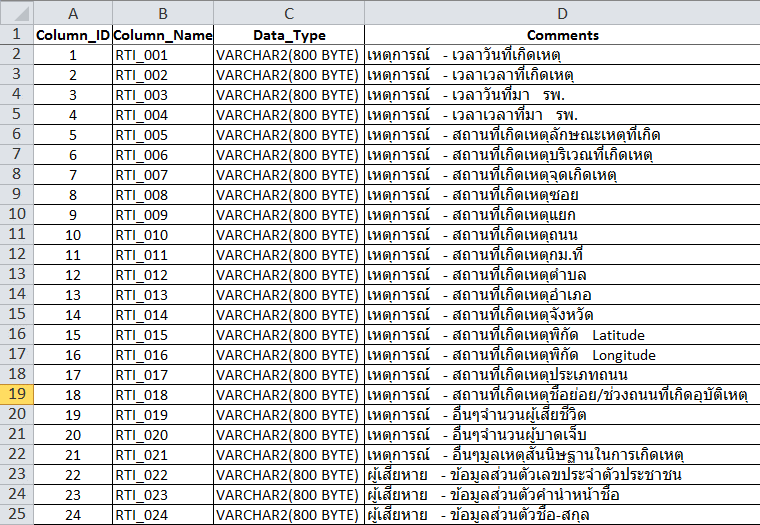 A B C D
1 Column_ID Column_Name Data_Type Comments
2 1 RTI_001 VARCHAR2(800 BYTE) เหตุการณ์ - เวลาวันที่เกิดเหตุ
3 2 RTI_002 VARCHAR2(800 BYTE) เหตุการณ์ - เวลาเวลาที่เกิดเหตุ
4 3 RTI_003 VARCHAR2(800 BYTE) เหตุการณ์ - เวลาวันที่มา รพ.
5 4 RTI_004 VARCHAR2(800 BYTE) เหตุการณ์ - เวลาเวลาที่มา รพ.
6 5 RTI_005 VARCHAR2(800 BYTE) เหตุการณ์ - สถานที่เกิดเหตุลักษณะเหตุที่เกิด
7 6 RTI_006 VARCHAR2(800 BYTE) เหตุการณ์ - สถานที่เกิดเหตุบริเวณที่เกิดเหตุ
8 7 RTI_007 VARCHAR2(800 BYTE) เหตุการณ์ - สถานที่เกิดเหตุจุดเกิดเหตุ
9 8 RTI_008 VARCHAR2(800 BYTE) เหตุการณ์ - สถานที่เกิดเหตุซอย
10 9 RTI_009 VARCHAR2(800 BYTE) เหตุการณ์ - สถานที่เกิดเหตุแยก
11 10 RTI_010 VARCHAR2(800 BYTE) เหตุการณ์ - สถานที่เกิดเหตุถนน
12 11 RTI_011 VARCHAR2(800 BYTE) เหตุการณ์ - สถานที่เกิดเหตุกม.ที่
13 12 RTI_012 VARCHAR2(800 BYTE) เหตุการณ์ - สถานที่เกิดเหตุตำบล
14 13 RTI_013 VARCHAR2(800 BYTE) เหตุการณ์ - สถานที่เกิดเหตุอำเภอ
15 14 RTI_014 VARCHAR2(800 BYTE) เหตุการณ์ - สถานที่เกิดเหตุจังหวัด
16 15 RTI_015 VARCHAR2(800 BYTE) เหตุการณ์ - สถานที่เกิดเหตุพิกัด Latitude
17 16 RTI_016 VARCHAR2(800 BYTE) เหตุการณ์ - สถานที่เกิดเหตุพิกัด Longitude
18 17 RTI_017 VARCHAR2(800 BYTE) เหตุการณ์ - สถานที่เกิดเหตุประเภทถนน
19 18 RTI_018 VARCHAR2(800 BYTE) เหตุการณ์ - สถานที่เกิดเหตุชื่อย่อย/ช่วงถนนที่เกิดอุบัติเหตุ
20 19 RTI_019 VARCHAR2(800 BYTE) เหตุการณ์ - อื่นๆจำนวนผู้เสียชีวิต
21 20 RTI_020 VARCHAR2(800 BYTE) เหตุการณ์ - อื่นๆจำนวนผู้บาดเจ็บ
22 21 RTI_021 VARCHAR2(800 BYTE) เหตุการณ์ - อื่นๆมูลเหตุสันนิษฐานในการเกิดเหตุ
23 22 RTI_022 VARCHAR2(800 BYTE) ผู้เสียหาย - ข้อมูลส่วนตัวเลขประจำตัวประชาชน
24 23 RTI_023 VARCHAR2(800 BYTE) ผู้เสียหาย - ข้อมูลส่วนตัวคำนำหน้าชื่อ
25 24 RTI_024 VARCHAR2(800 BYTE) ผู้เสียหาย - ข้อมูลส่วนตัวชื่อ-สกุล